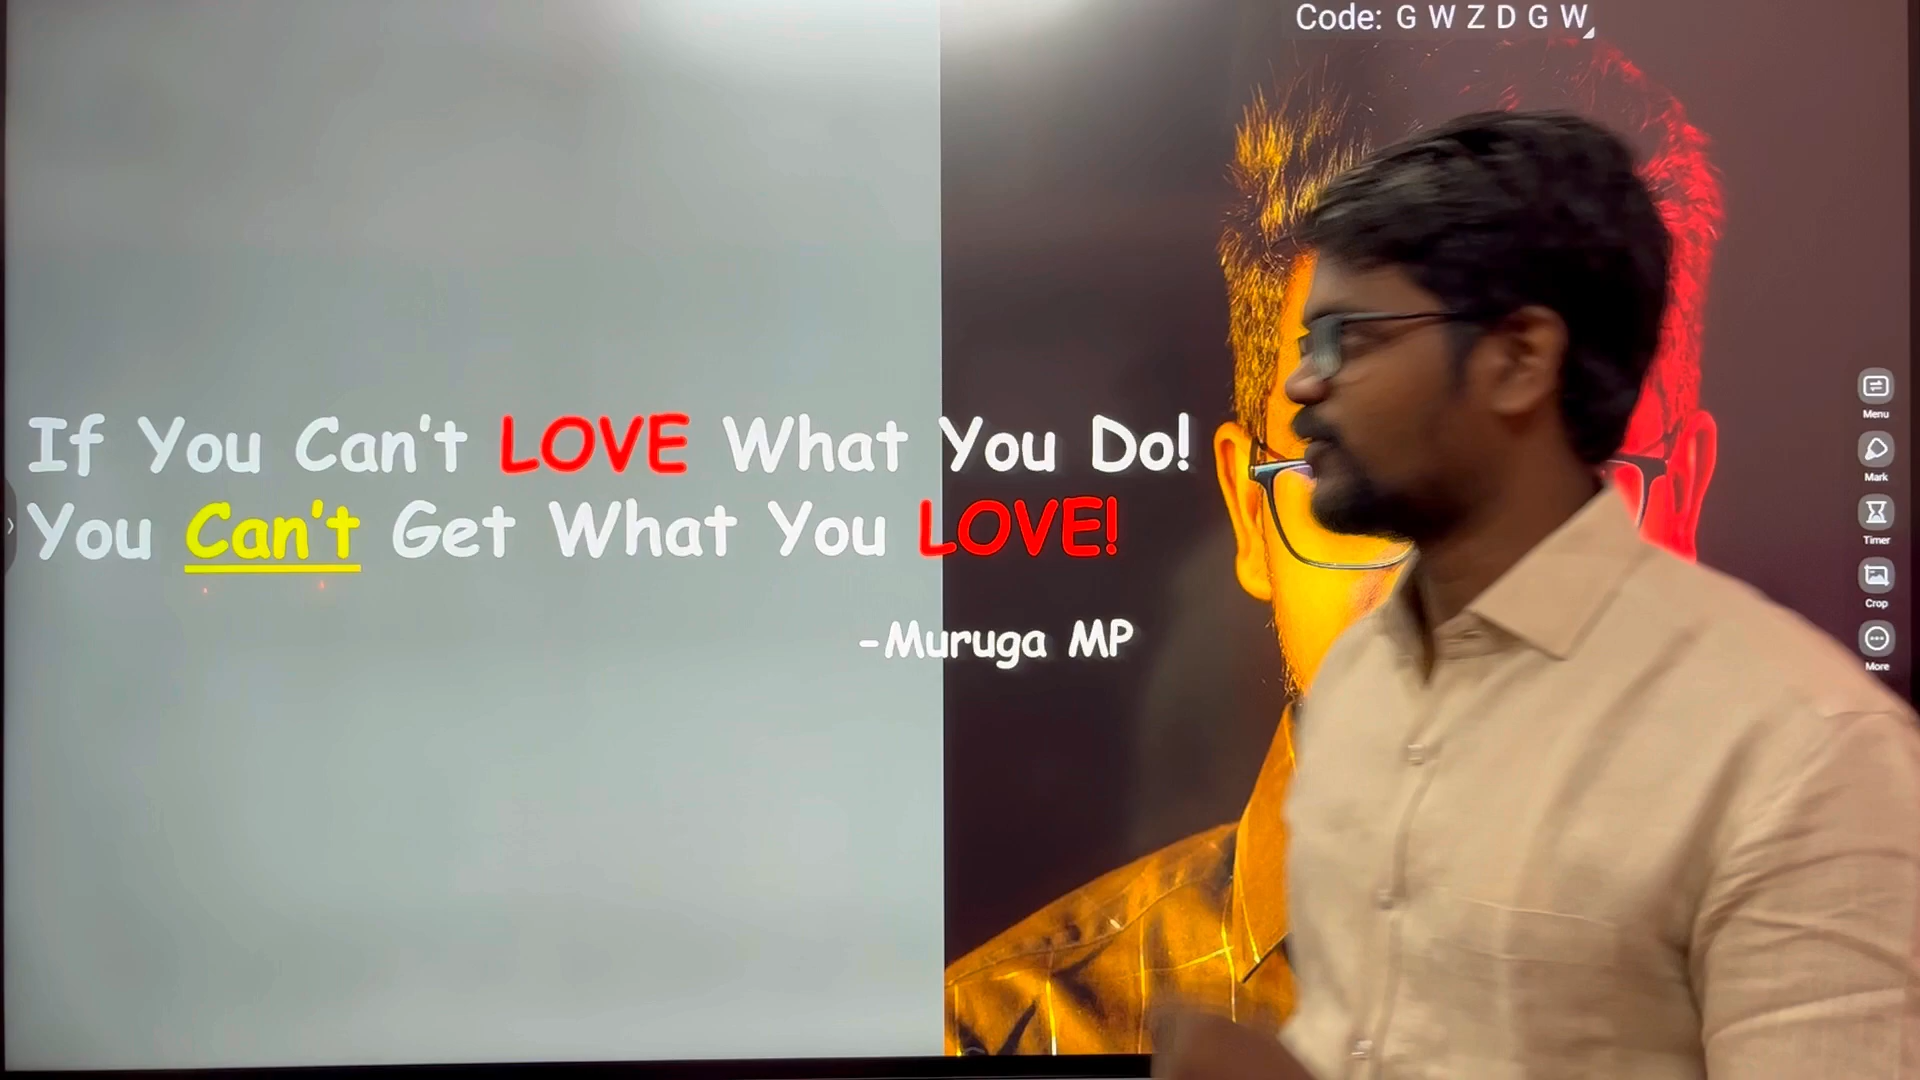 Code: G W Z D G W
If You Can't LOVE What You Do!
You Can't Get What You LOVE!
-Muruga MP
Menu
Mark
Timer
Crop
More